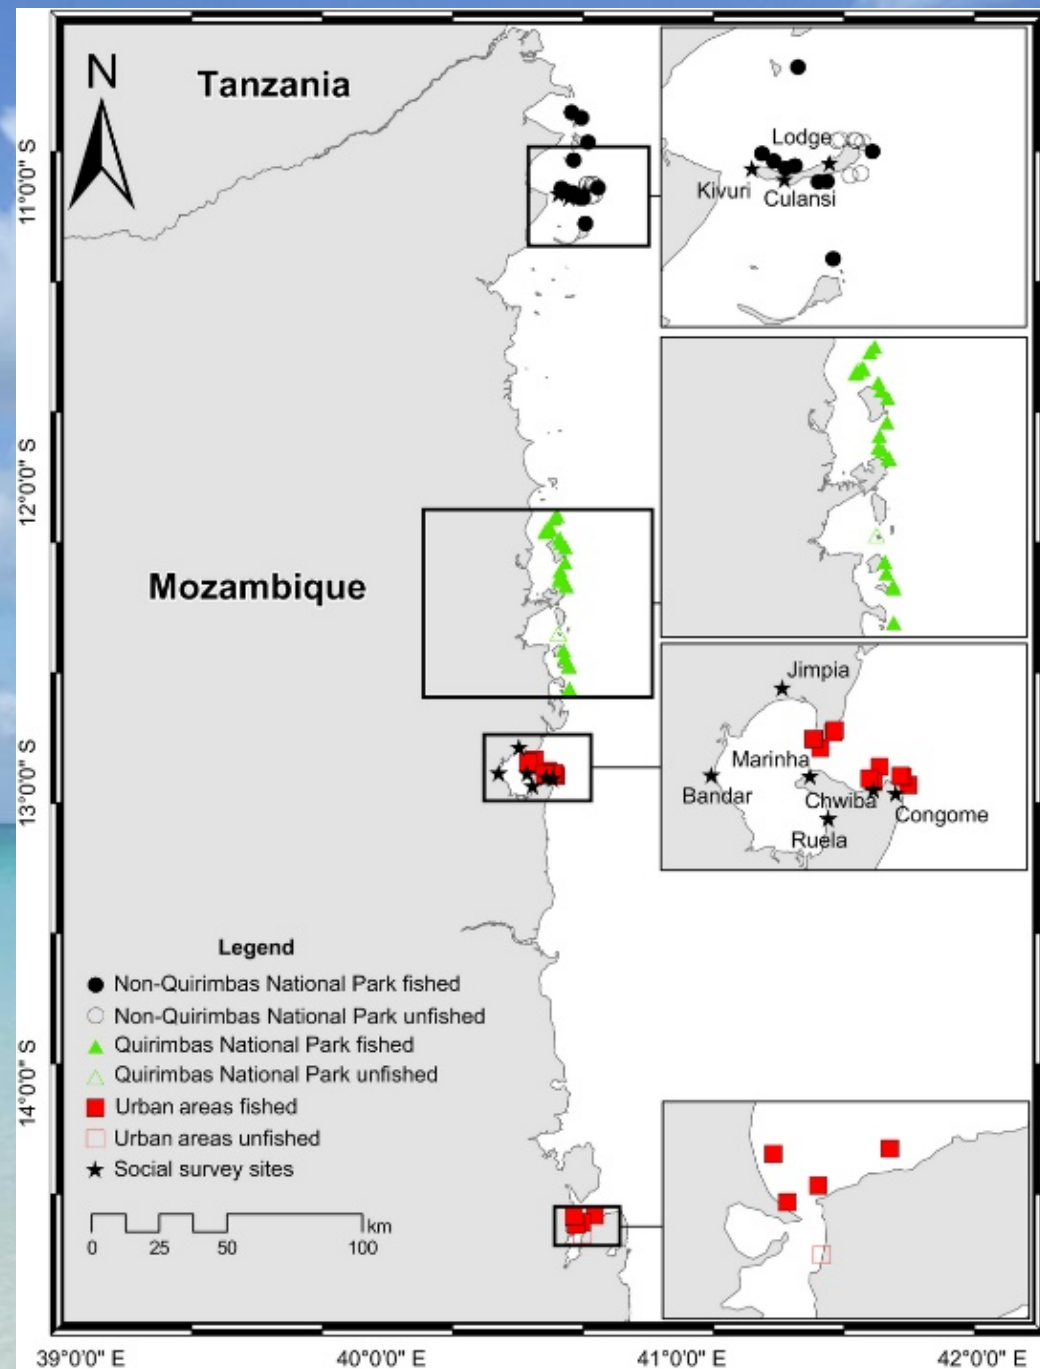 N
Tanzania
Mozambique
Lodge
Kivuri
Culansi
Jimpia
Marinha
Bandar
Chwiba
Congome
Ruela
11°0'0" S
12°0'0" S
13°0'0" S
14°0'0" S
Legend
Non-Quirimbas National Park fished
Non-Quirimbas National Park unfished
Quirimbas National Park fished
Quirimbas National Park unfished
Urban areas fished
Urban areas unfished
Social survey sites
km
0 25 50 100
39°0'0" E 40°0'0" E 41°0'0" E 42°0'0" E